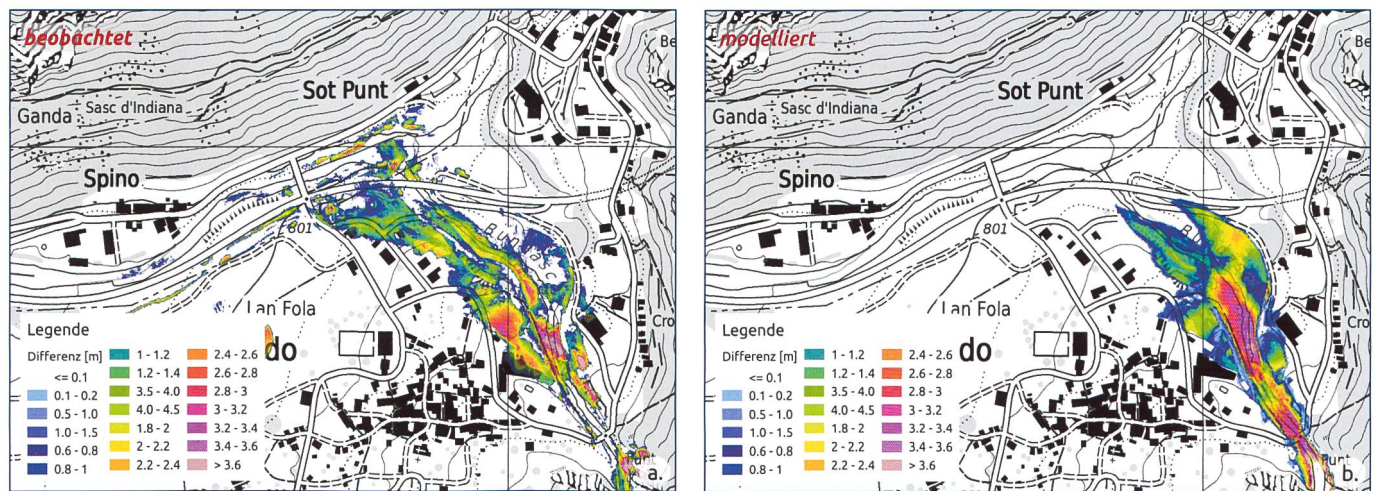 beobachtet
Sot Punt
Be
Ganda
Sasc d'Indiana
Spino
801
Lan Fola
do
Cro
Punt
a.
Legende
Differenz [m]
<= 0.1
0.1 - 0.2
0.5 - 1.0
1.0 - 1.5
0.6 - 0.8
0.8 - 1
1 - 1.2
1.2 - 1.4
3.5 - 4.0
4.0 - 4.5
1.8 - 2
2 - 2.2
2.2 - 2.4
2.4 - 2.6
2.6 - 2.8
2.8 - 3
3 - 3.2
3.2 - 3.4
3.4 - 3.6
> 3.6
modelliert
Sot Punt
Be
Ganda
Sasc d'Indiana
Spino
801
Lan Fola
do
Cro
Punt
b.
Legende
Differenz [m]
<= 0.1
0.1 - 0.2
0.5 - 1.0
1.0 - 1.5
0.6 - 0.8
0.8 - 1
1 - 1.2
1.2 - 1.4
3.5 - 4.0
4.0 - 4.5
1.8 - 2
2 - 2.2
2.2 - 2.4
2.4 - 2.6
2.6 - 2.8
2.8 - 3
3 - 3.2
3.2 - 3.4
3.4 - 3.6
> 3.6